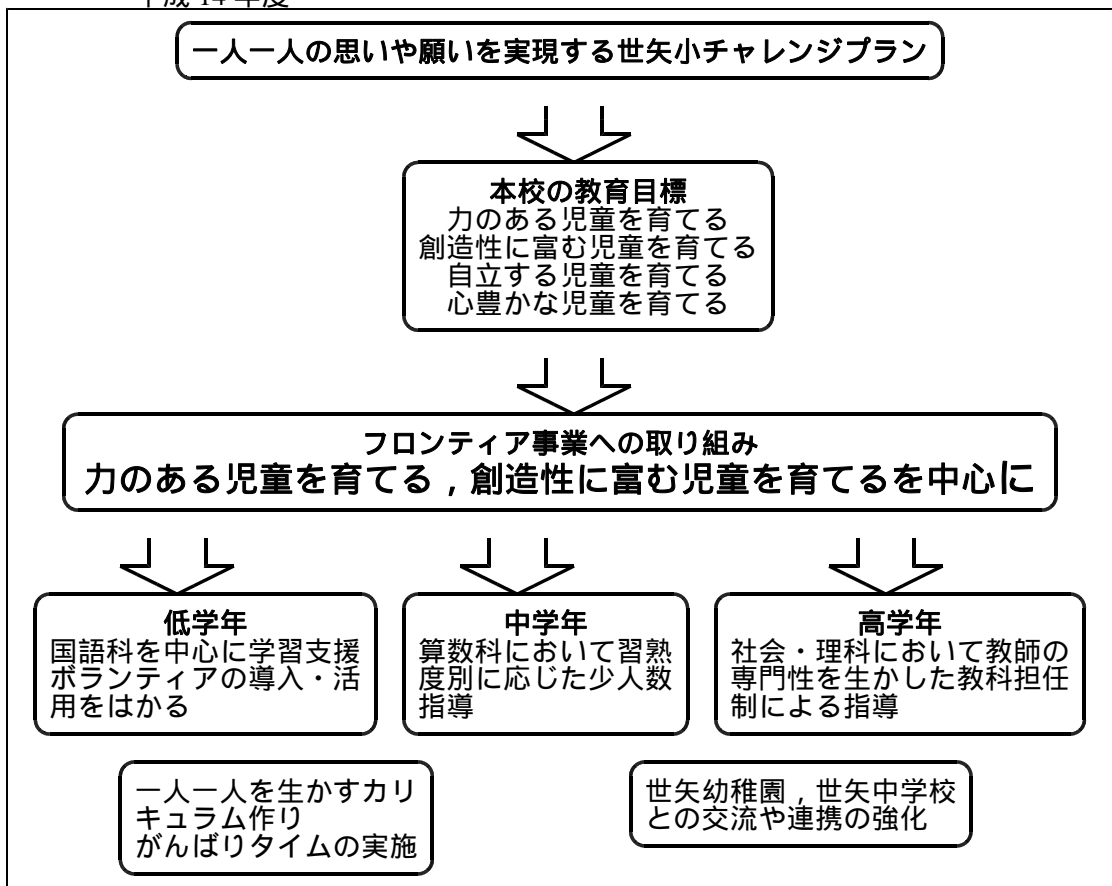 平成 14 年度
一人一人の思いや願いを実現する世矢小チャレンジプラン
本校の教育目標
力のある児童を育てる
創造性に富む児童を育てる
自立する児童を育てる
心豊かな児童を育てる
フロンティア事業への取り組み
力のある児童を育てる，創造性に富む児童を育てるを中心に
低学年
国語科を中心に学習支援
ボランティアの導入・活
用をはかる
中学年
算数科において習熟
度別に応じた少人数
指導
高学年
社会・理科において教師の
専門性を生かした教科担任
制による指導
一人一人を生かすカリ
キュラム作り
がんばりタイムの実施
世矢幼稚園，世矢中学校
との交流や連携の強化